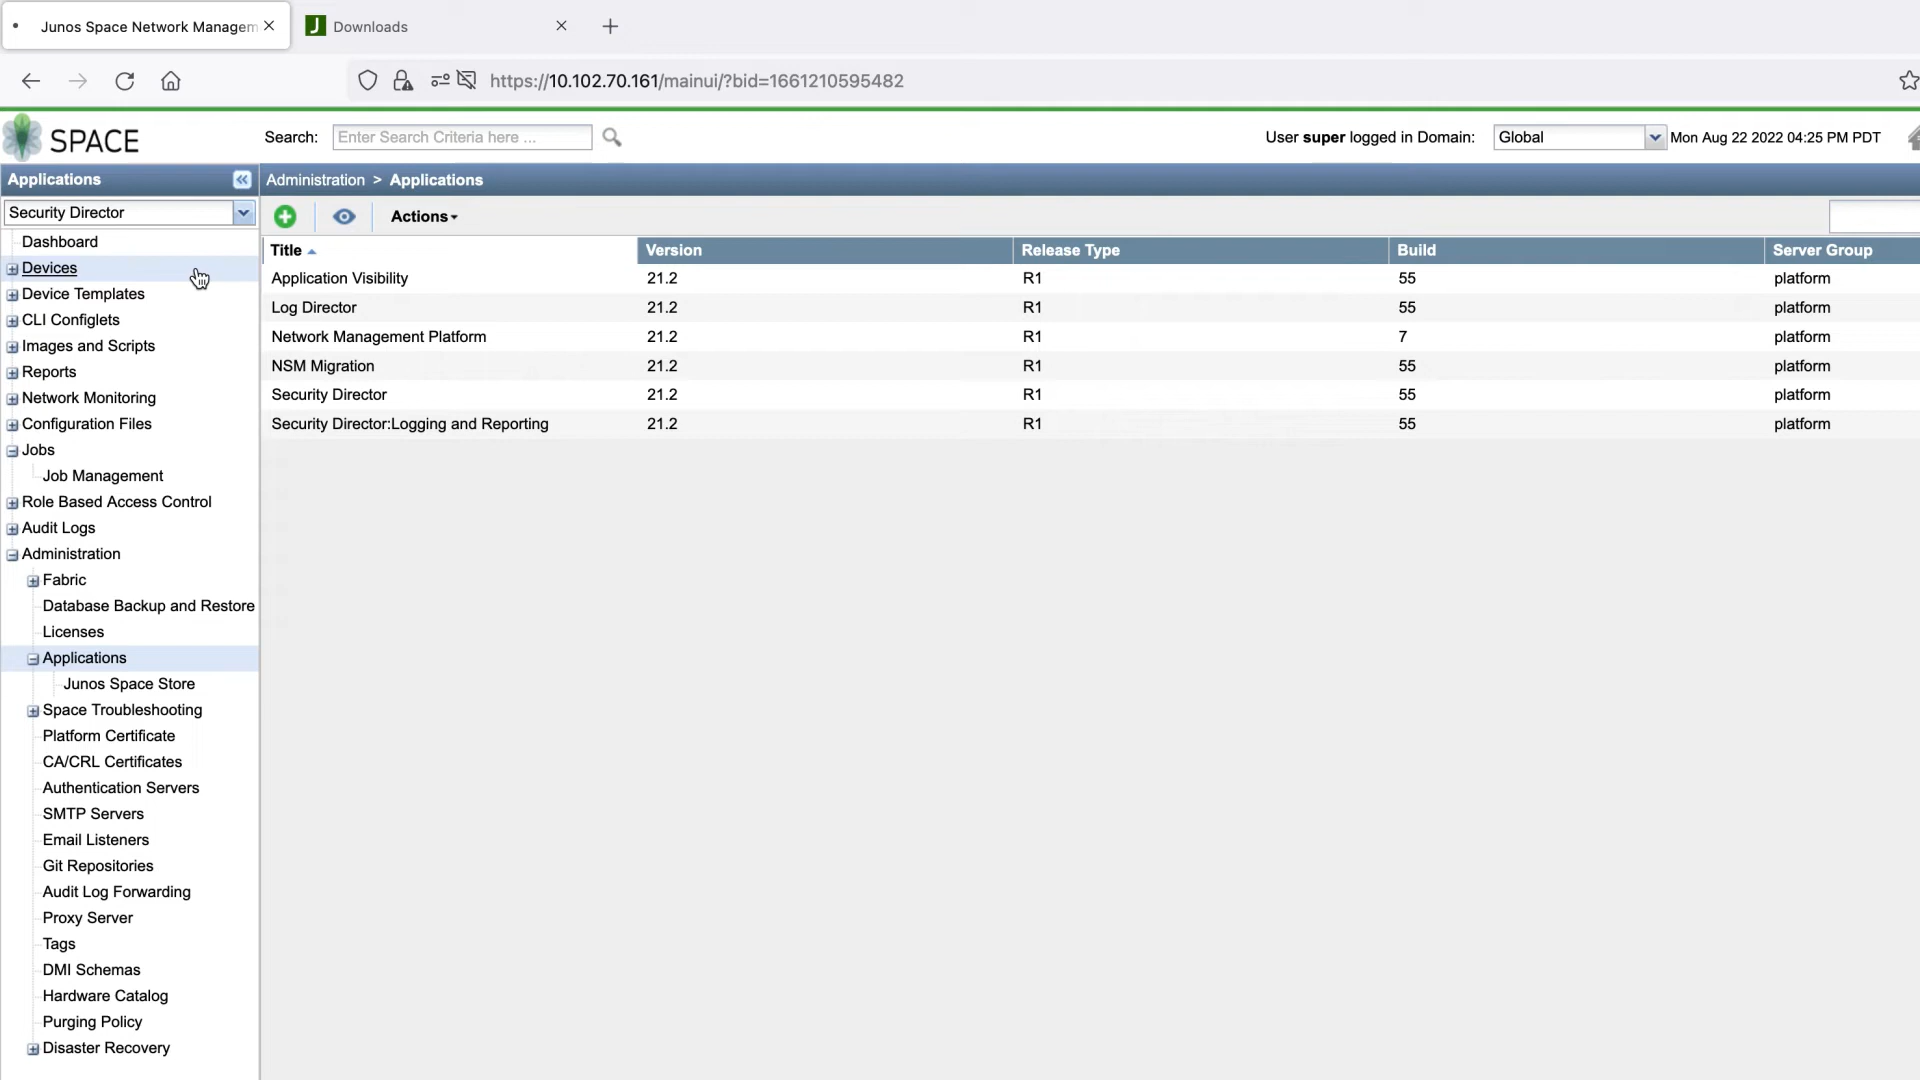 Junos Space Network Managem
Downloads
https://10.102.70.161/mainui/?bid=1661210595482
SPACE
Search: Enter Search Criteria here ...
User super logged in Domain: Global Mon Aug 22 2022 04:25 PM PDT
Applications
Administration > Applications
Security Director
Actions
Dashboard
Devices
Device Templates
CLI Configlets
Images and Scripts
Reports
Network Monitoring
Configuration Files
Jobs
Job Management
Role Based Access Control
Audit Logs
Administration
Fabric
Database Backup and Restore
Licenses
Applications
Junos Space Store
Space Troubleshooting
Platform Certificate
CA/CRL Certificates
Authentication Servers
SMTP Servers
Email Listeners
Git Repositories
Audit Log Forwarding
Proxy Server
Tags
DMI Schemas
Hardware Catalog
Purging Policy
Disaster Recovery
Title Version Release Type Build Server Group
Application Visibility 21.2 R1 55 platform
Log Director 21.2 R1 55 platform
Network Management Platform 21.2 R1 7 platform
NSM Migration 21.2 R1 55 platform
Security Director 21.2 R1 55 platform
Security Director:Logging and Reporting 21.2 R1 55 platform